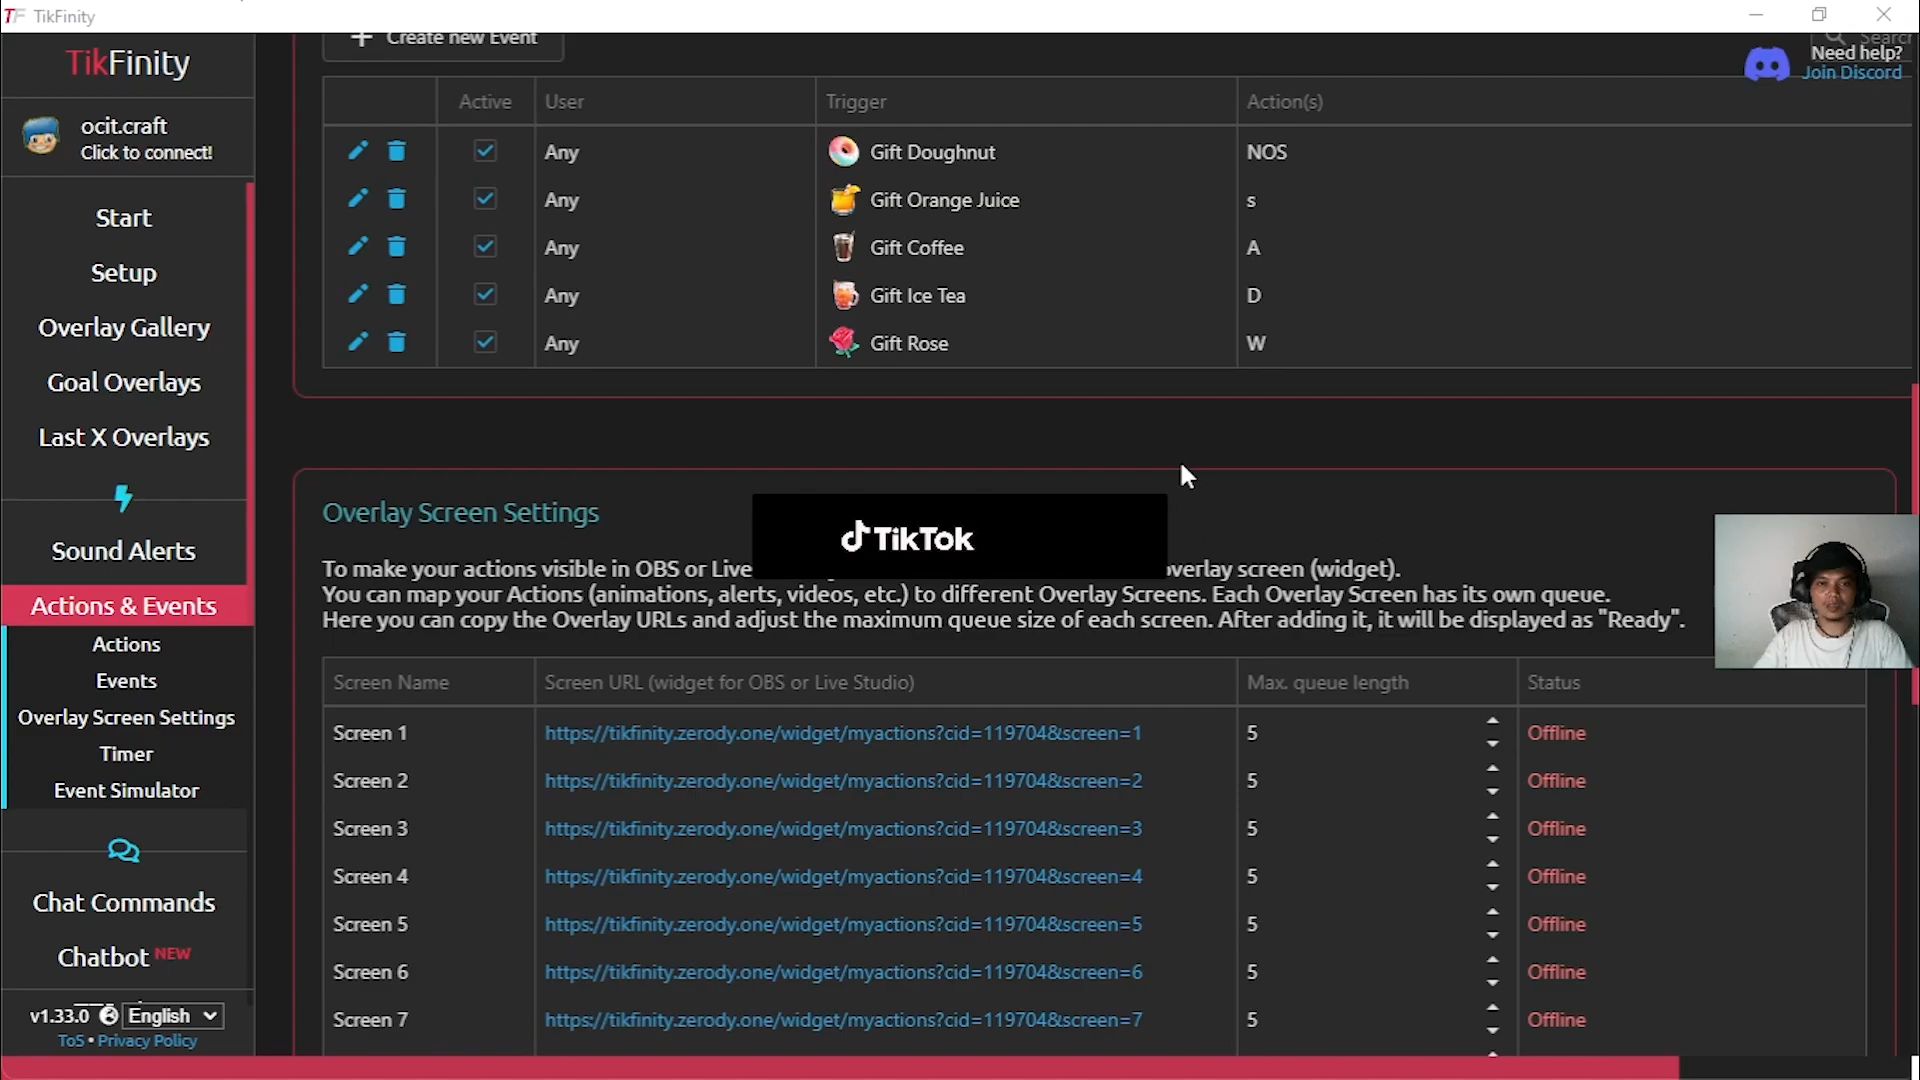 TF TikFinity
TikFinity
ocit.craft
Click to connect!
Start
Setup
Overlay Gallery
Goal Overlays
Last X Overlays
Sound Alerts
Actions & Events
Actions
Events
Overlay Screen Settings
Timer
Event Simulator
Chat Commands
Chatbot NEW
v1.33.0 English
ToS • Privacy Policy
+ Create new Event
Search
Need help?
Join Discord
Active User Trigger Action(s)
Any Gift Doughnut NOS
Any Gift Orange Juice s
Any Gift Coffee A
Any Gift Ice Tea D
Any Gift Rose W
Overlay Screen Settings
TikTok
To make your actions visible in OBS or Live verlay screen (widget).
You can map your Actions (animations, alerts, videos, etc.) to different Overlay Screens. Each Overlay Screen has its own queue.
Here you can copy the Overlay URLs and adjust the maximum queue size of each screen. After adding it, it will be displayed as "Ready".
Screen Name Screen URL (widget for OBS or Live Studio) Max. queue length Status
Screen 1 https://tikfinity.zerody.one/widget/myactions?cid=119704&screen=1 5 Offline
Screen 2 https://tikfinity.zerody.one/widget/myactions?cid=119704&screen=2 5 Offline
Screen 3 https://tikfinity.zerody.one/widget/myactions?cid=119704&screen=3 5 Offline
Screen 4 https://tikfinity.zerody.one/widget/myactions?cid=119704&screen=4 5 Offline
Screen 5 https://tikfinity.zerody.one/widget/myactions?cid=119704&screen=5 5 Offline
Screen 6 https://tikfinity.zerody.one/widget/myactions?cid=119704&screen=6 5 Offline
Screen 7 https://tikfinity.zerody.one/widget/myactions?cid=119704&screen=7 5 Offline